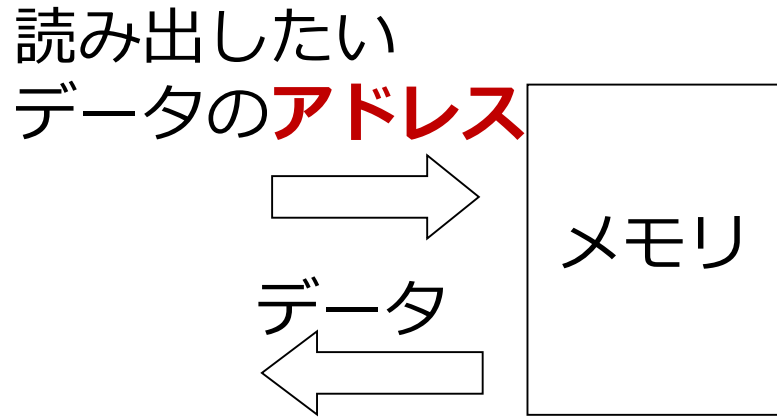 読み出したい
データのアドレス
メモリ
データ